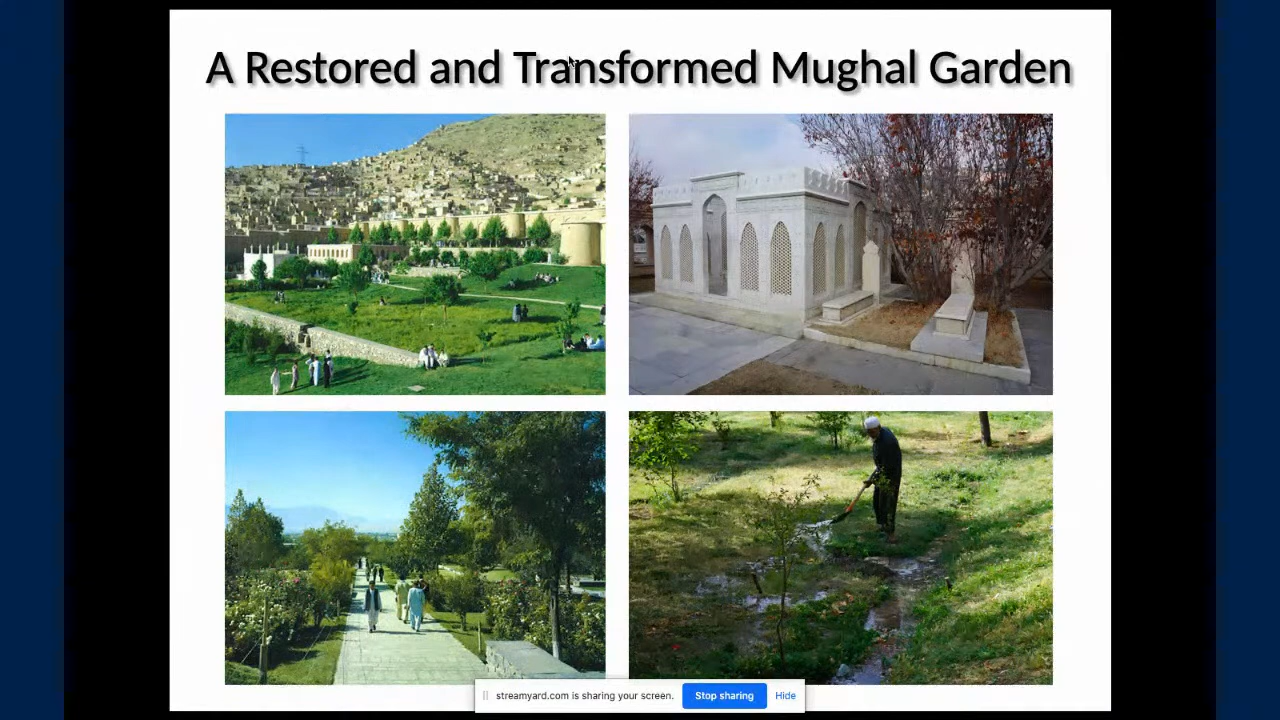 A Restored and Transformed Mughal Garden
streamyard.com is sharing your screen.
Stop sharing
Hide